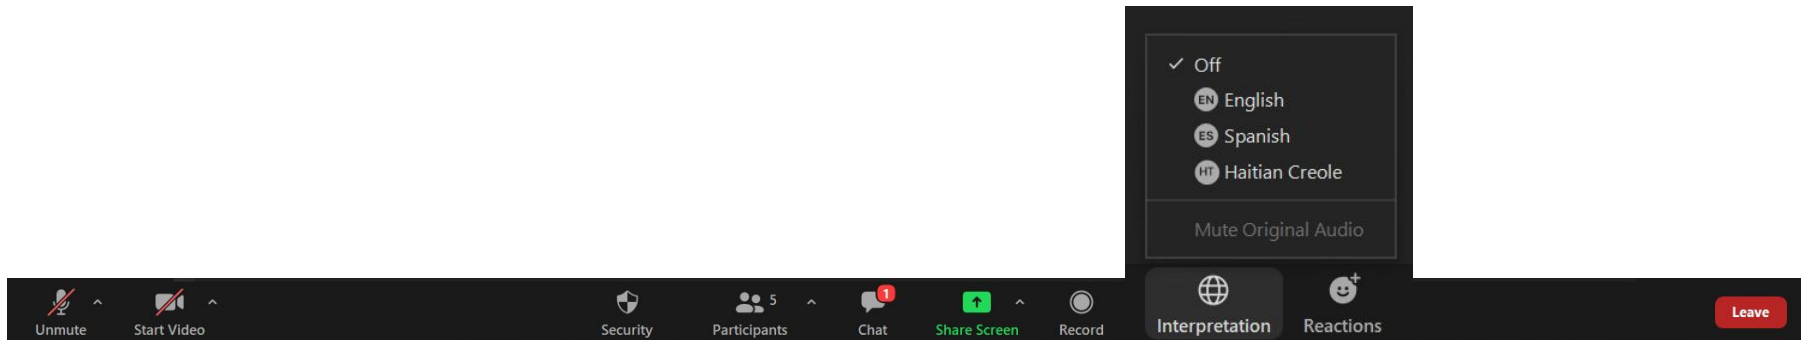 Off
EN English
ES Spanish
HT Haitian Creole
Mute Original Audio
5
1
Unmute
Start Video
Security
Participants
Chat
Share Screen
Record
Interpretation
Reactions
Leave